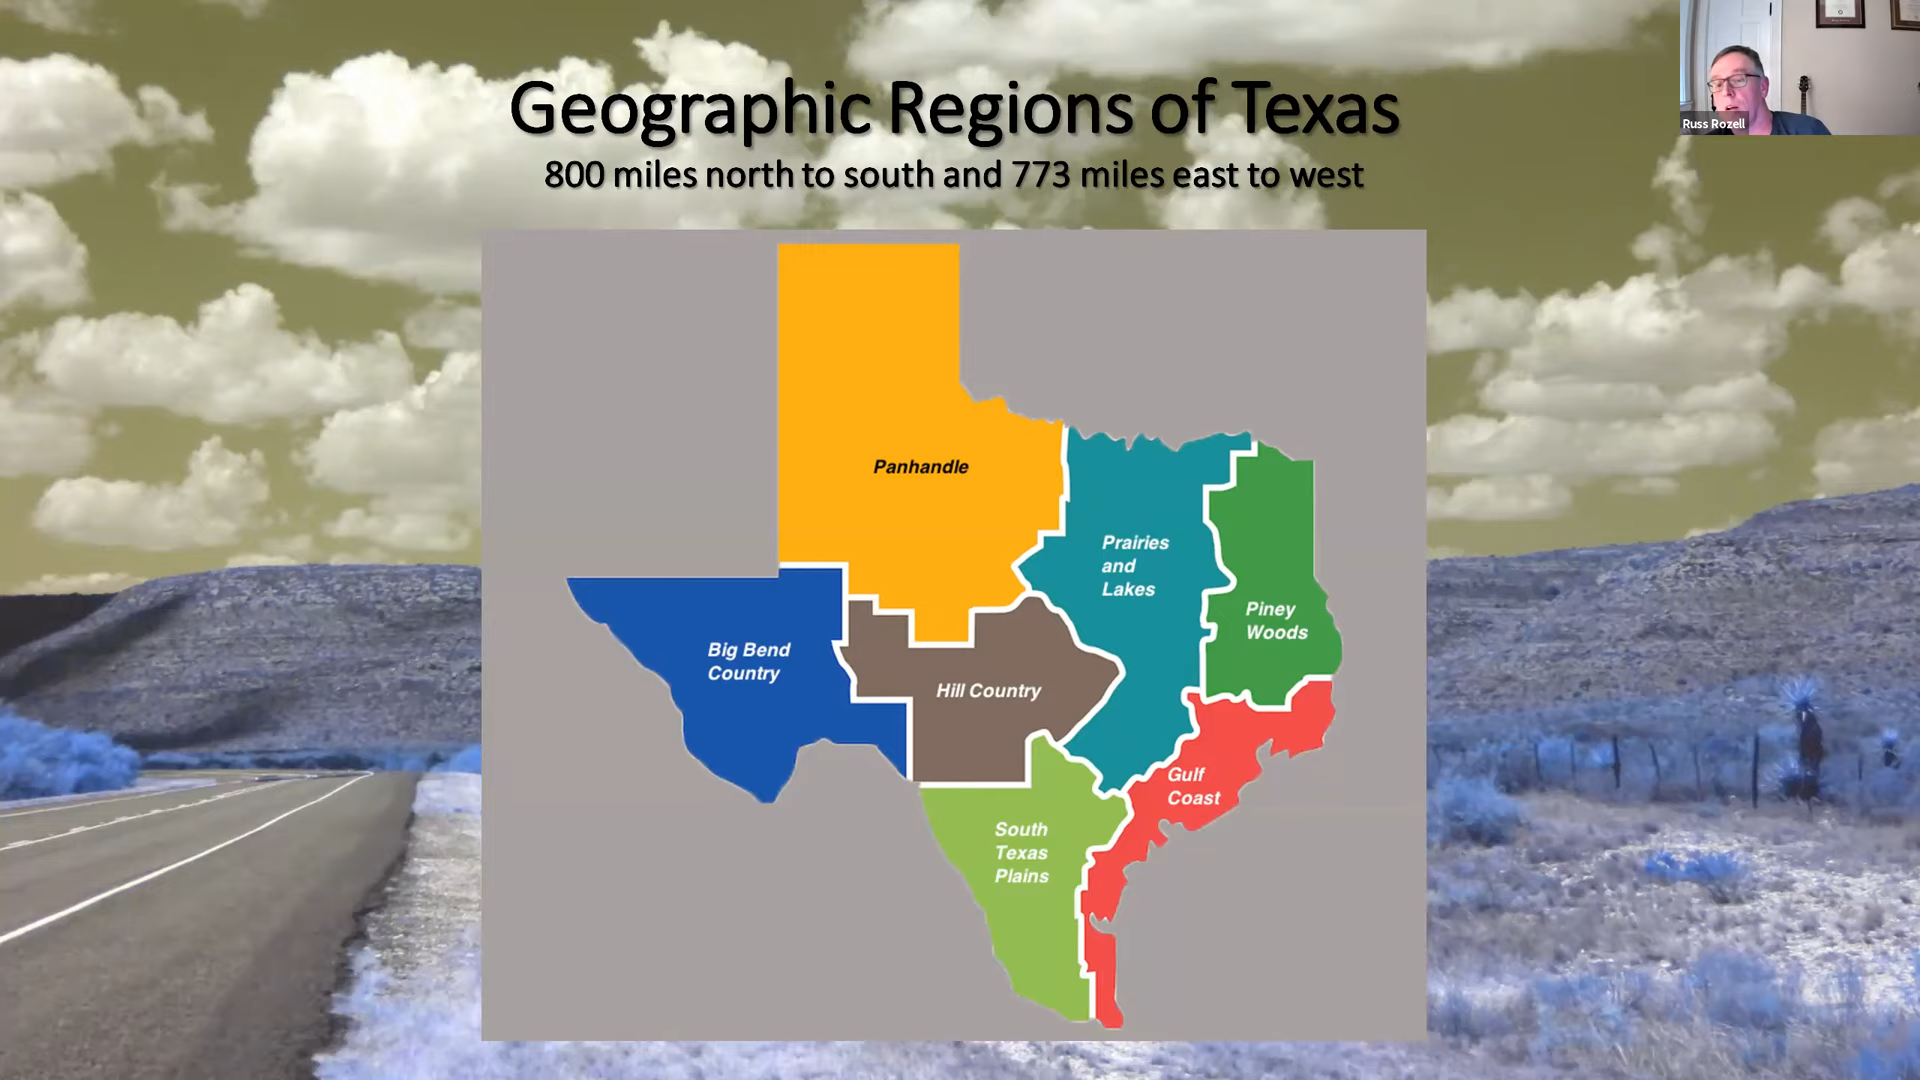 Geographic Regions of Texas
800 miles north to south and 773 miles east to west
Russ Rozell
Panhandle
Prairies
and
Lakes
Piney
Woods
Big Bend
Country
Hill Country
Gulf
Coast
South
Texas
Plains